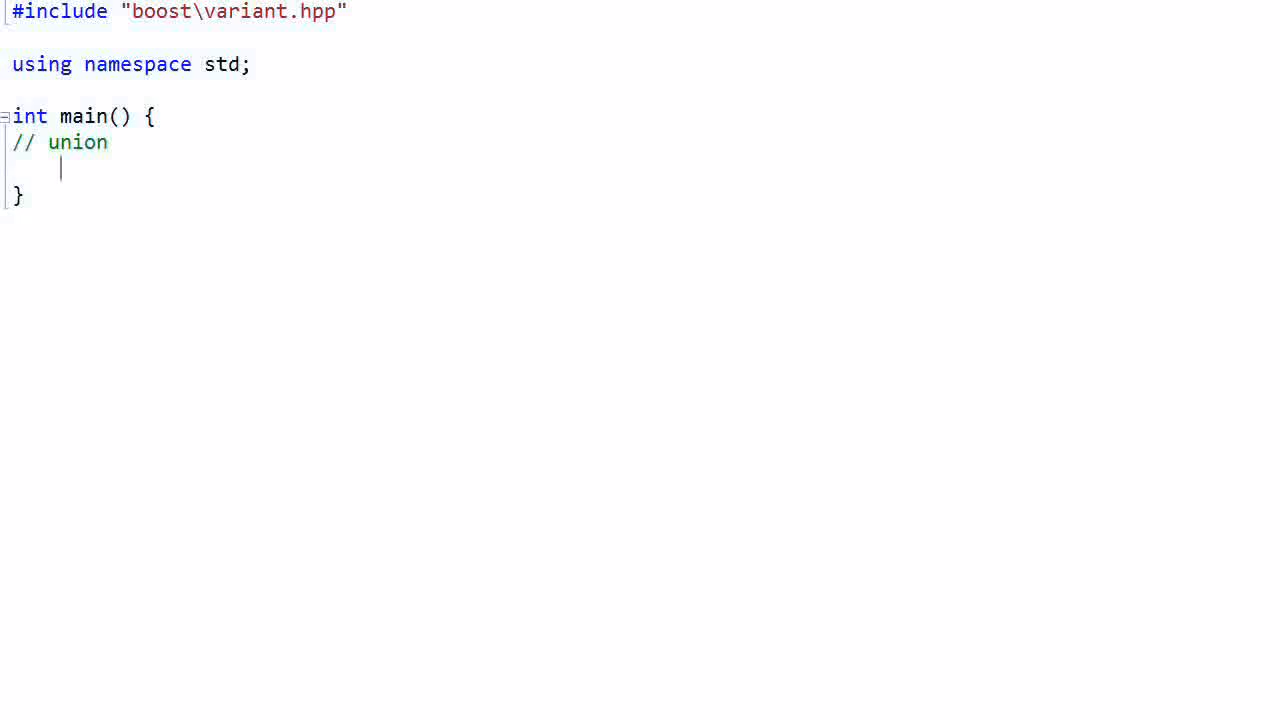 #include "boost\variant.hpp"
using namespace std;
int main() {
// union
}